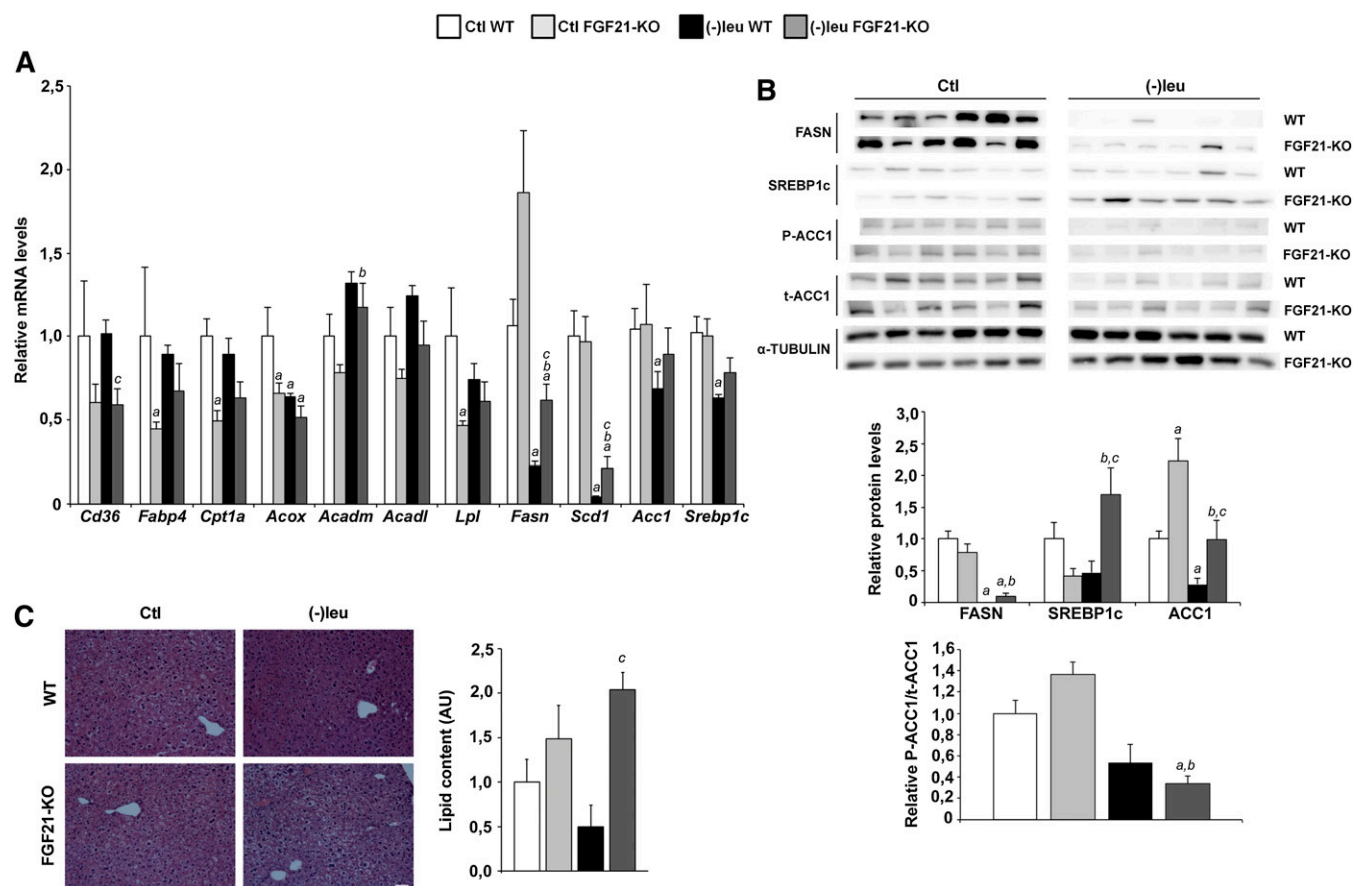 Ctl WT Ctl FGF21-KO (-)leu WT (-)leu FGF21-KO
A
Relative mRNA levels
2,5
2,0
1,5
1,0
0,5
0
c
a
a
a
a
a
b
a
a
c
b
a
a
c
b
a
a
a
Cd36 Fabp4 Cpt1a Acox Acadm Acadl Lpl Fasn Scd1 Acc1 Srebp1c
B
Ctl (-)leu
FASN
WT
FGF21-KO
SREBP1c
WT
FGF21-KO
P-ACC1
WT
FGF21-KO
t-ACC1
WT
FGF21-KO
α-TUBULIN
WT
FGF21-KO
Relative protein levels
3,0
2,5
2,0
1,5
1,0
0,5
0
a
a,b
b,c
a
a
b,c
FASN SREBP1c ACC1
Relative P-ACC1/t-ACC1
1,6
1,4
1,2
1,0
0,8
0,6
0,4
0,2
0
a,b
C
Ctl (-)leu
WT
FGF21-KO
Lipid content (AU)
2,5
2,0
1,5
1,0
0,5
0,0
c